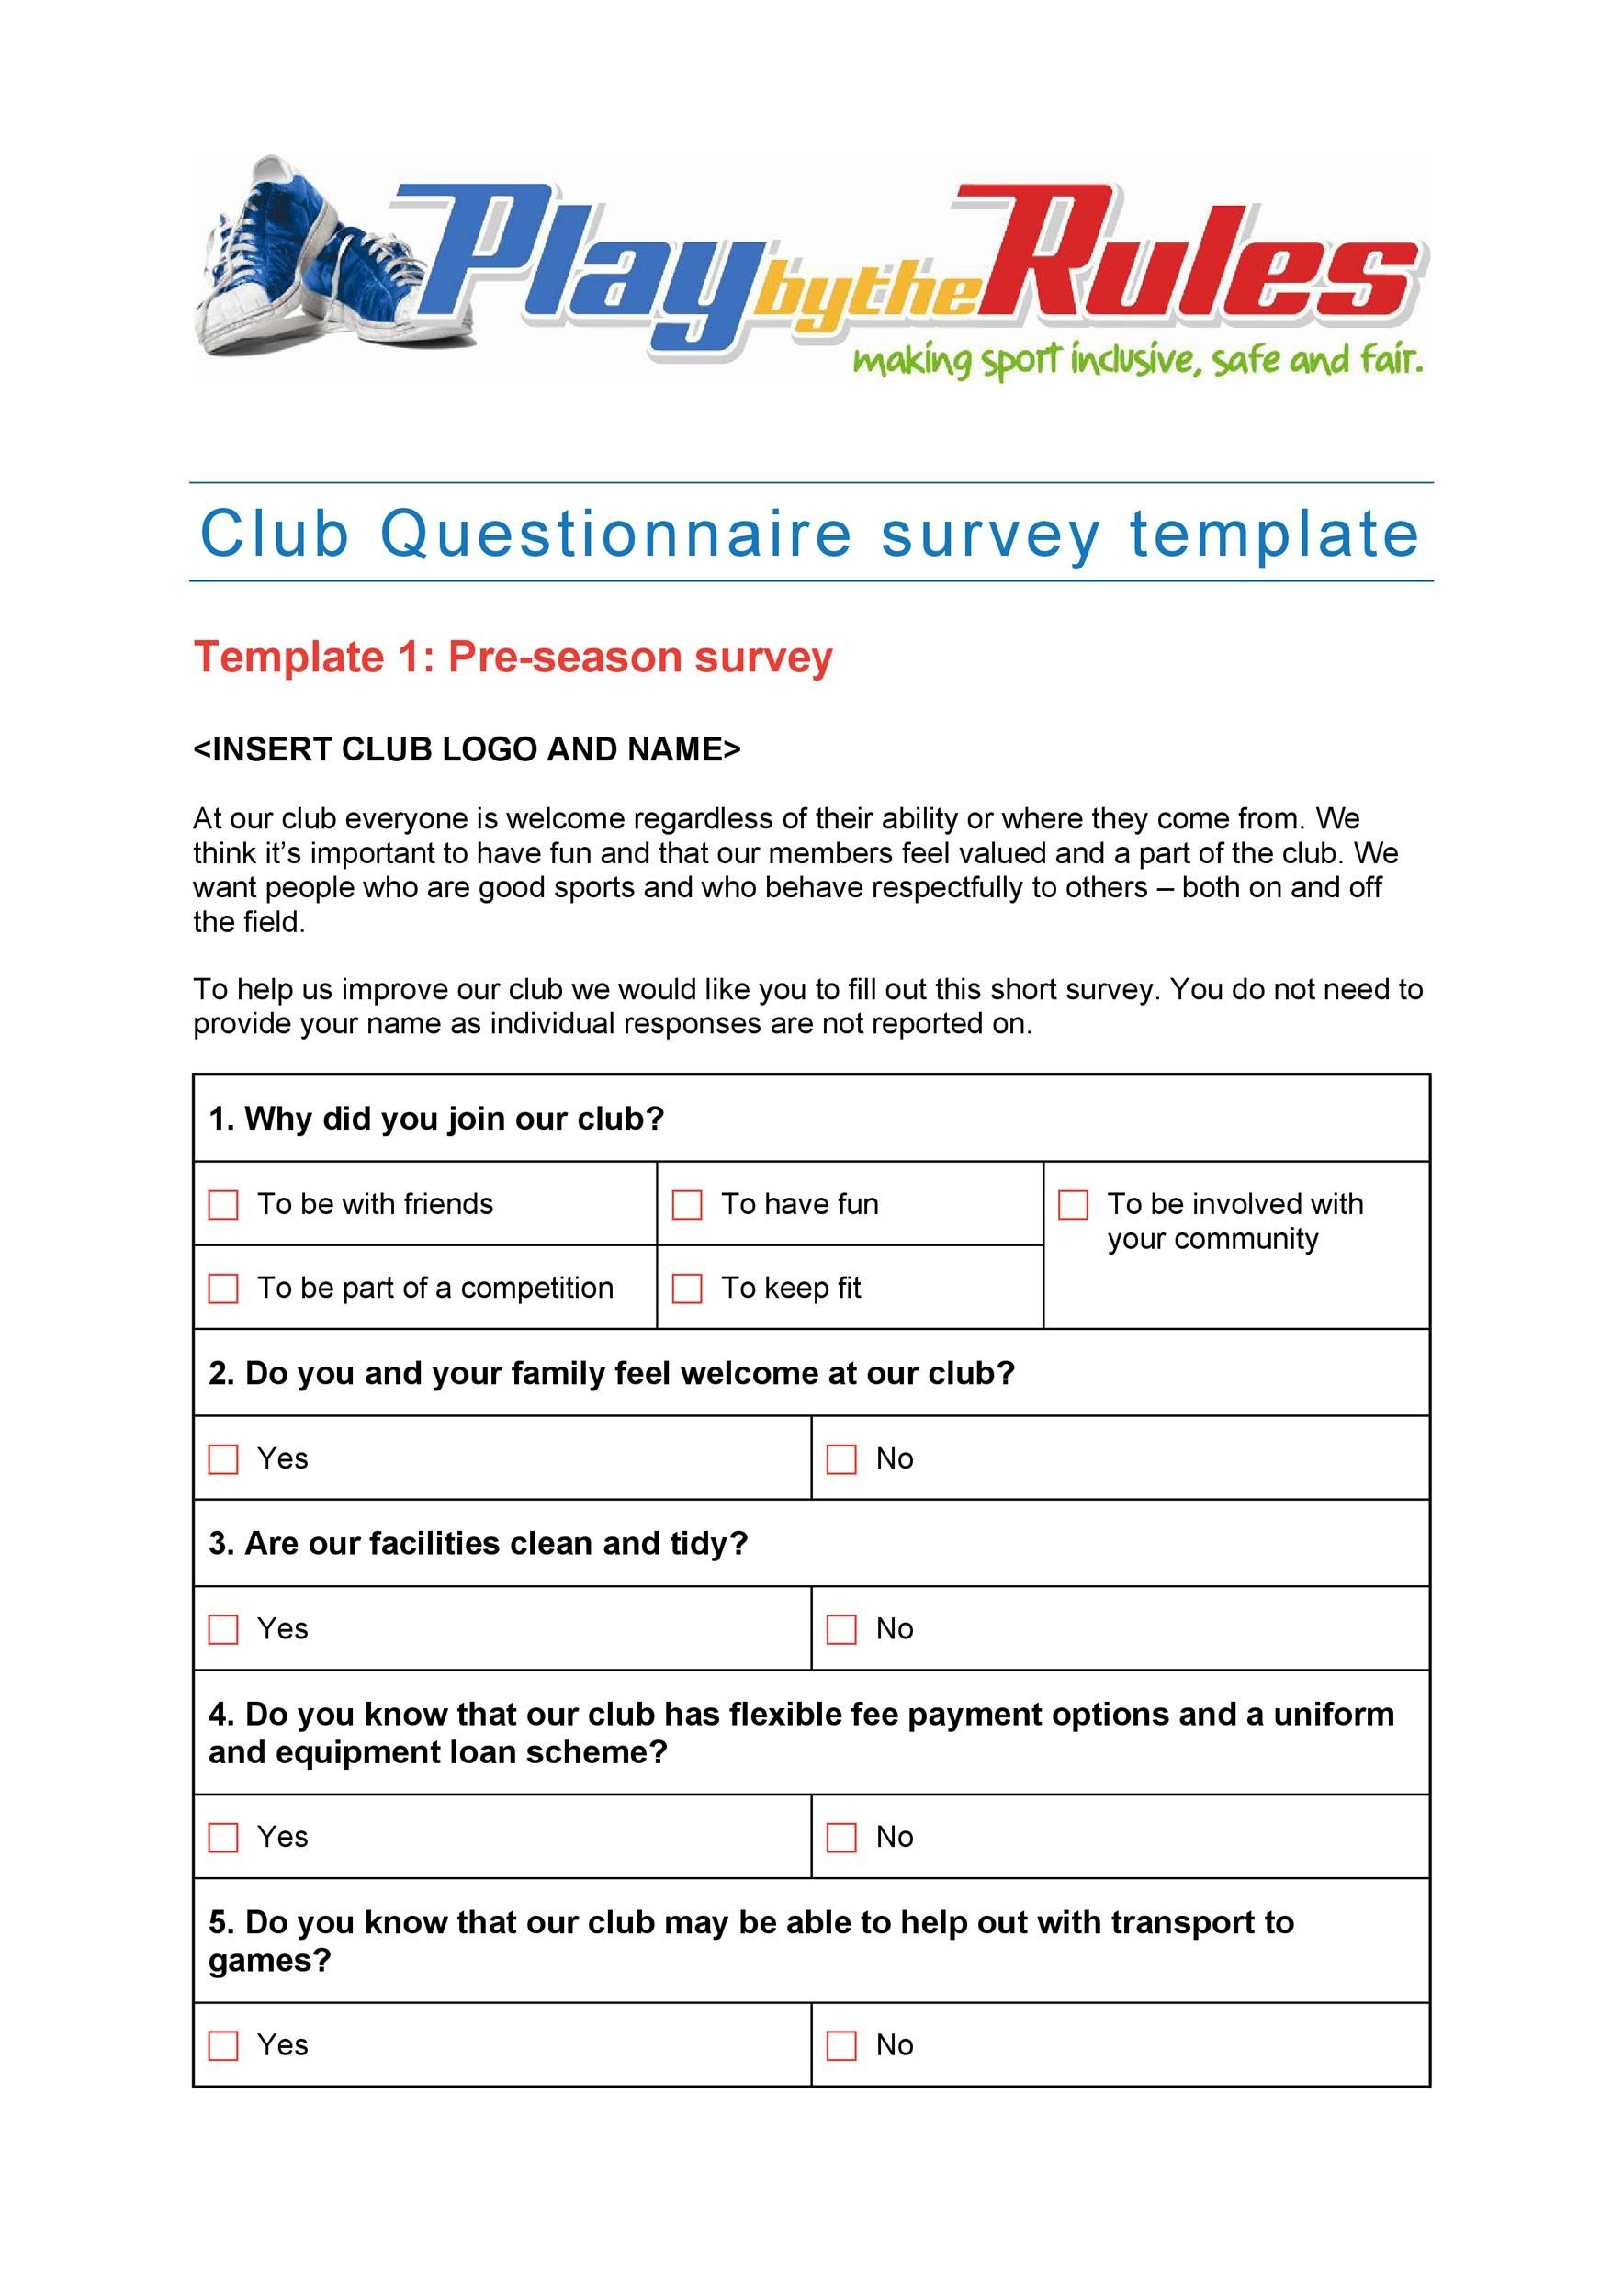 Play by the Rules
making sport inclusive, safe and fair.
Club Questionnaire survey template
Template 1: Pre-season survey
<INSERT CLUB LOGO AND NAME>
At our club everyone is welcome regardless of their ability or where they come from. We
think it’s important to have fun and that our members feel valued and a part of the club. We
want people who are good sports and who behave respectfully to others – both on and off
the field.
To help us improve our club we would like you to fill out this short survey. You do not need to
provide your name as individual responses are not reported on.
1. Why did you join our club?
To be with friends
To have fun
To be involved with
your community
To be part of a competition
To keep fit
2. Do you and your family feel welcome at our club?
Yes
No
3. Are our facilities clean and tidy?
Yes
No
4. Do you know that our club has flexible fee payment options and a uniform
and equipment loan scheme?
Yes
No
5. Do you know that our club may be able to help out with transport to
games?
Yes
No